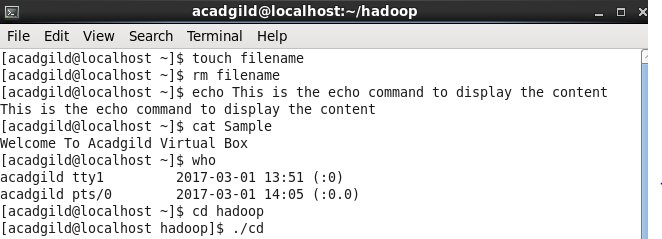 acadgild@localhost:~/hadoop
File Edit View Search Terminal Help
[acadgild@localhost ~]$ touch filename
[acadgild@localhost ~]$ rm filename
[acadgild@localhost ~]$ echo This is the echo command to display the content
This is the echo command to display the content
[acadgild@localhost ~]$ cat Sample
Welcome To Acadgild Virtual Box
[acadgild@localhost ~]$ who
acadgild tty1         2017-03-01 13:51 (:0)
acadgild pts/0        2017-03-01 14:05 (:0.0)
[acadgild@localhost ~]$ cd hadoop
[acadgild@localhost hadoop]$ ./cd